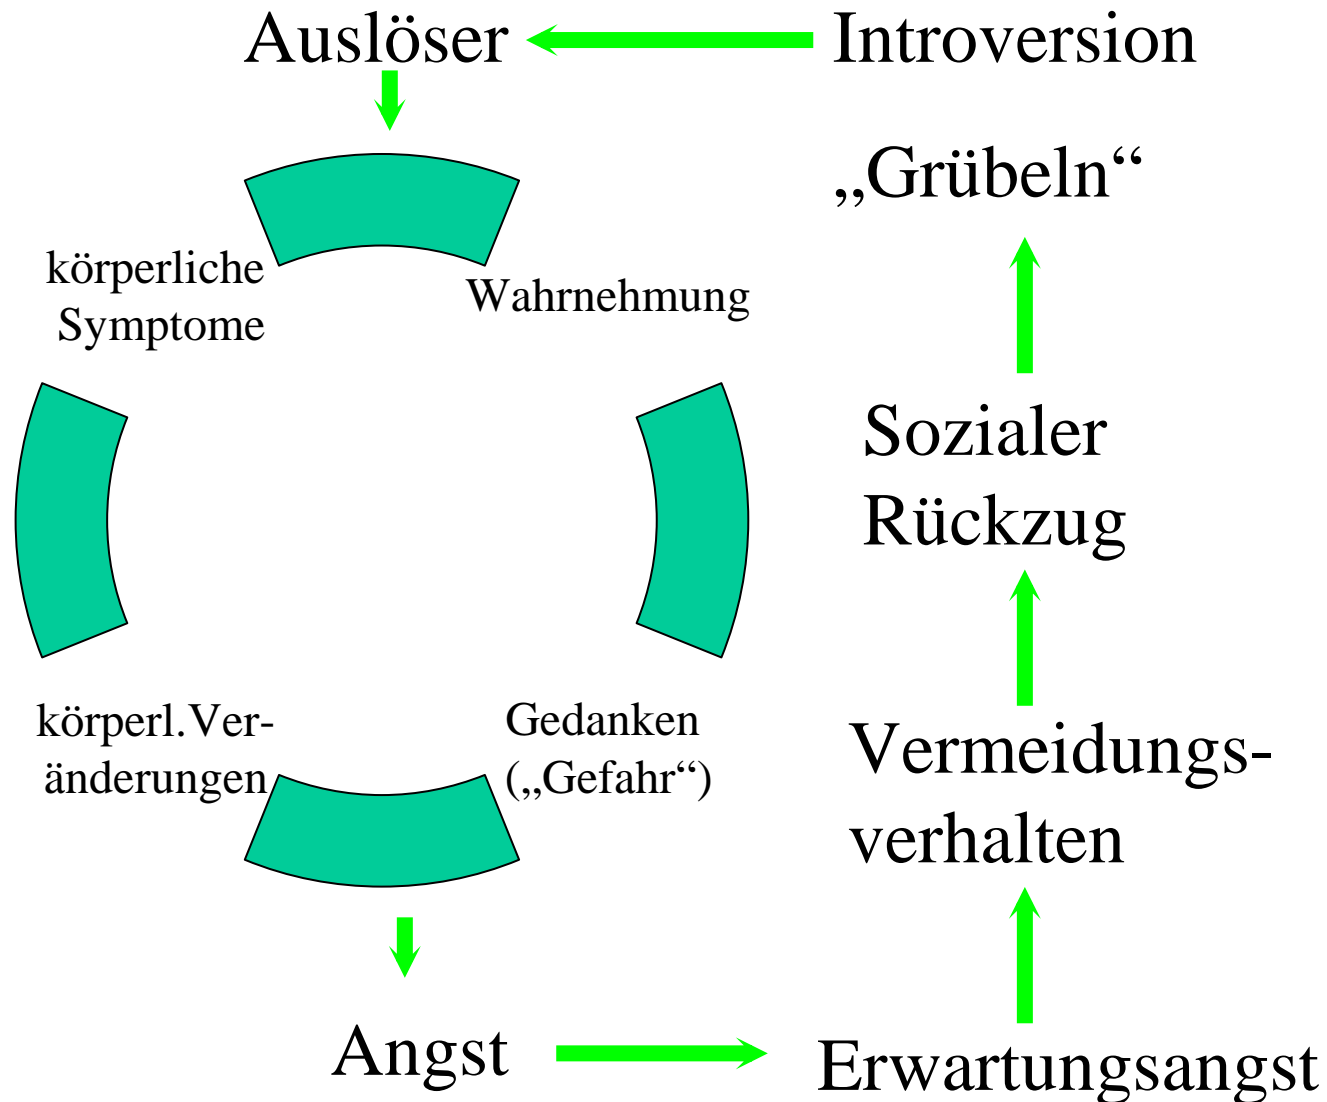 Auslöser
Introversion
„Grübeln“
körperliche
Symptome
Wahrnehmung
Sozialer
Rückzug
körperl.Ver-
änderungen
Gedanken
(„Gefahr“)
Vermeidungs-
verhalten
Angst
Erwartungsangst